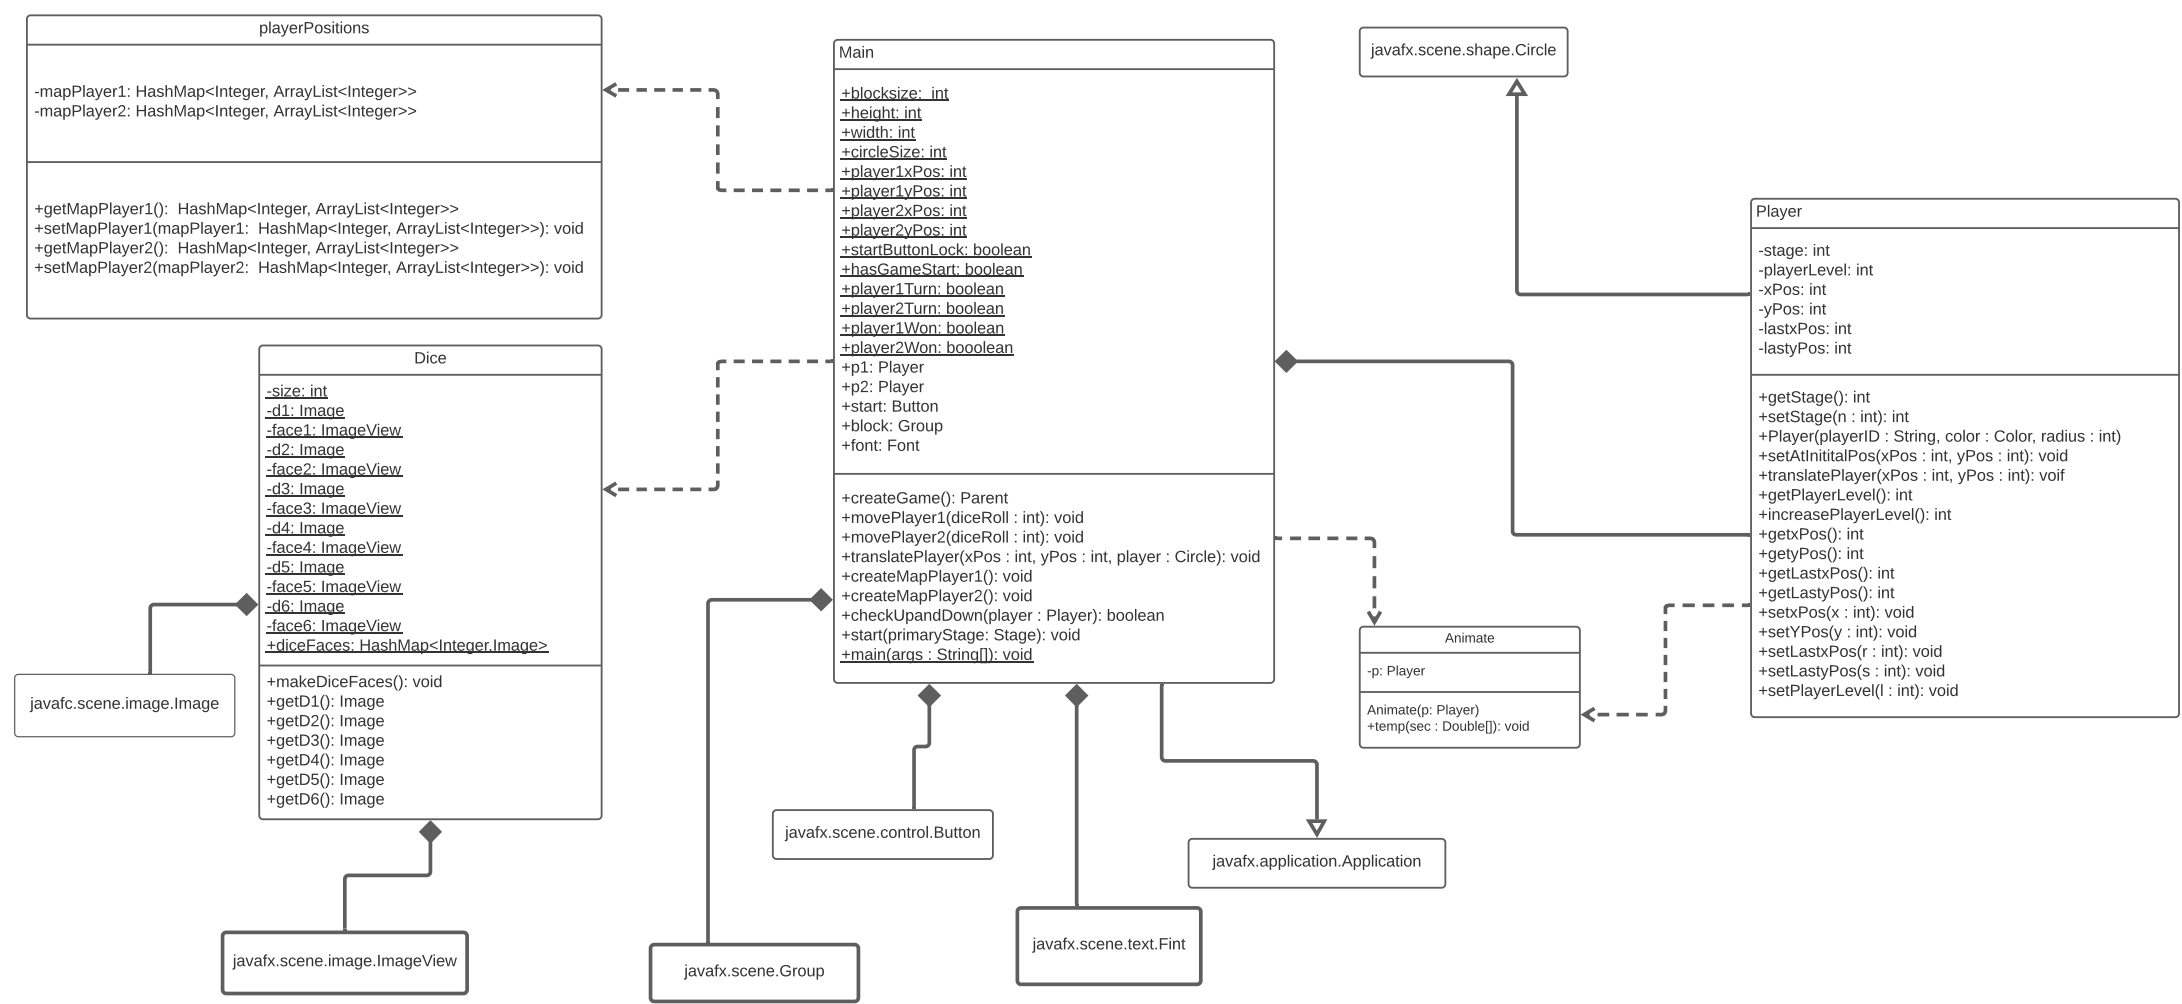 playerPositions
-mapPlayer1: HashMap<Integer, ArrayList<Integer>>
-mapPlayer2: HashMap<Integer, ArrayList<Integer>>
+getMapPlayer1():  HashMap<Integer, ArrayList<Integer>>
+setMapPlayer1(mapPlayer1:  HashMap<Integer, ArrayList<Integer>>): void
+getMapPlayer2():  HashMap<Integer, ArrayList<Integer>>
+setMapPlayer2(mapPlayer2:  HashMap<Integer, ArrayList<Integer>>): void
Dice
-size: int
-d1: Image
-face1: ImageView
-d2: Image
-face2: ImageView
-d3: Image
-face3: ImageView
-d4: Image
-face4: ImageView
-d5: Image
-face5: ImageView
-d6: Image
-face6: ImageView
+diceFaces: HashMap<Integer.Image>
+makeDiceFaces(): void
+getD1(): Image
+getD2(): Image
+getD3(): Image
+getD4(): Image
+getD5(): Image
+getD6(): Image
javafc.scene.image.Image
javafx.scene.image.ImageView
Main
+blocksize:  int
+height: int
+width: int
+circleSize: int
+player1xPos: int
+player1yPos: int
+player2xPos: int
+player2yPos: int
+startButtonLock: boolean
+hasGameStart: boolean
+player1Turn: boolean
+player2Turn: boolean
+player1Won: boolean
+player2Won: booolean
+p1: Player
+p2: Player
+start: Button
+block: Group
+font: Font
+createGame(): Parent
+movePlayer1(diceRoll : int): void
+movePlayer2(diceRoll : int): void
+translatePlayer(xPos : int, yPos : int, player : Circle): void
+createMapPlayer1(): void
+createMapPlayer2(): void
+checkUpandDown(player : Player): boolean
+start(primaryStage: Stage): void
+main(args : String[]): void
javafx.scene.control.Button
javafx.scene.Group
javafx.scene.text.Fint
javafx.application.Application
javafx.scene.shape.Circle
Animate
-p: Player
Animate(p: Player)
+temp(sec : Double[]): void
Player
-stage: int
-playerLevel: int
-xPos: int
-yPos: int
-lastxPos: int
-lastyPos: int
+getStage(): int
+setStage(n : int): int
+Player(playerID : String, color : Color, radius : int)
+setAtInititalPos(xPos : int, yPos : int): void
+translatePlayer(xPos : int, yPos : int): voif
+getPlayerLevel(): int
+increasePlayerLevel(): int
+getxPos(): int
+getyPos(): int
+getLastxPos(): int
+getLastyPos(): int
+setxPos(x : int): void
+setYPos(y : int): void
+setLastxPos(r : int): void
+setLastyPos(s : int): void
+setPlayerLevel(l : int): void